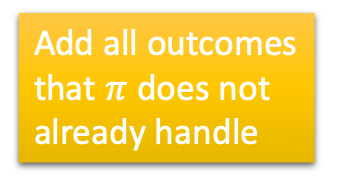 Add all outcomes
that π does not
already handle